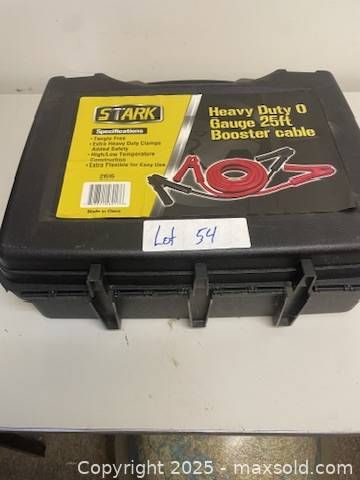 STARK
Specifications
• Tangle Free
• Extra Heavy Duty Clamps
Added Safety
• High/Low Temperature
Construction
• Extra Flexible for Easy Use
Made in China
Heavy Duty 0
Gauge 25ft
Booster cable
Lot 54
Copyright 2025 - maxsold.com